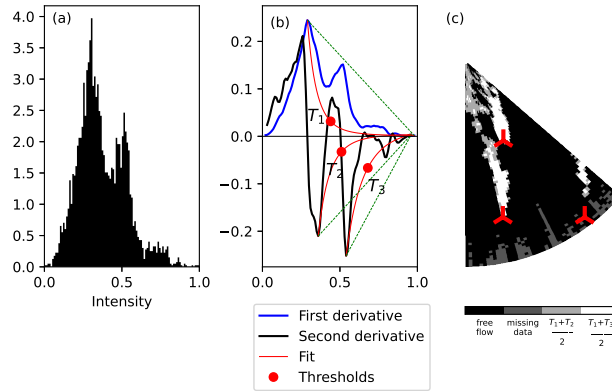 (a)
4.0
3.5
3.0
2.5
2.0
1.5
1.0
0.5
0.0
0.0 0.5 1.0
Intensity
(b)
0.2
0.1
0.0
−0.1
−0.2
0.0 0.5 1.0
T1
T2
T3
First derivative
Second derivative
Fit
Thresholds
(c)
free
flow
missing
data
T1+T2
2
T1+T3
2